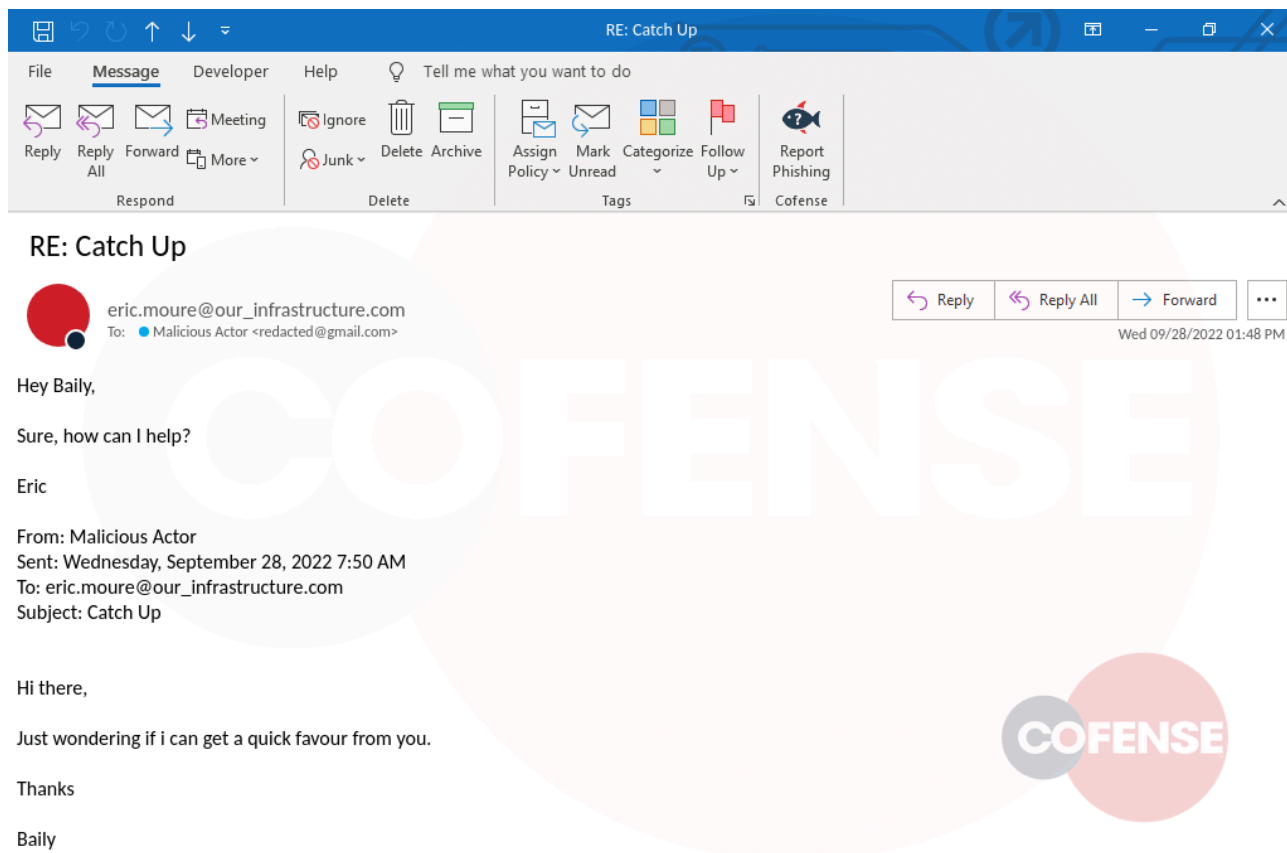 RE: Catch Up
File Message Developer Help Tell me what you want to do
Reply
Reply All
Forward
Meeting
More
Respond
Ignore
Junk
Delete
Archive
Delete
Assign Policy
Mark Unread
Categorize
Follow Up
Tags
Report Phishing
Cofense
RE: Catch Up
eric.moure@our_infrastructure.com
To: Malicious Actor <redacted@gmail.com>
Reply Reply All Forward
Wed 09/28/2022 01:48 PM
Hey Baily,
Sure, how can I help?
Eric
From: Malicious Actor
Sent: Wednesday, September 28, 2022 7:50 AM
To: eric.moure@our_infrastructure.com
Subject: Catch Up
Hi there,
Just wondering if i can get a quick favour from you.
Thanks
Baily
COFENSE
COFENSE